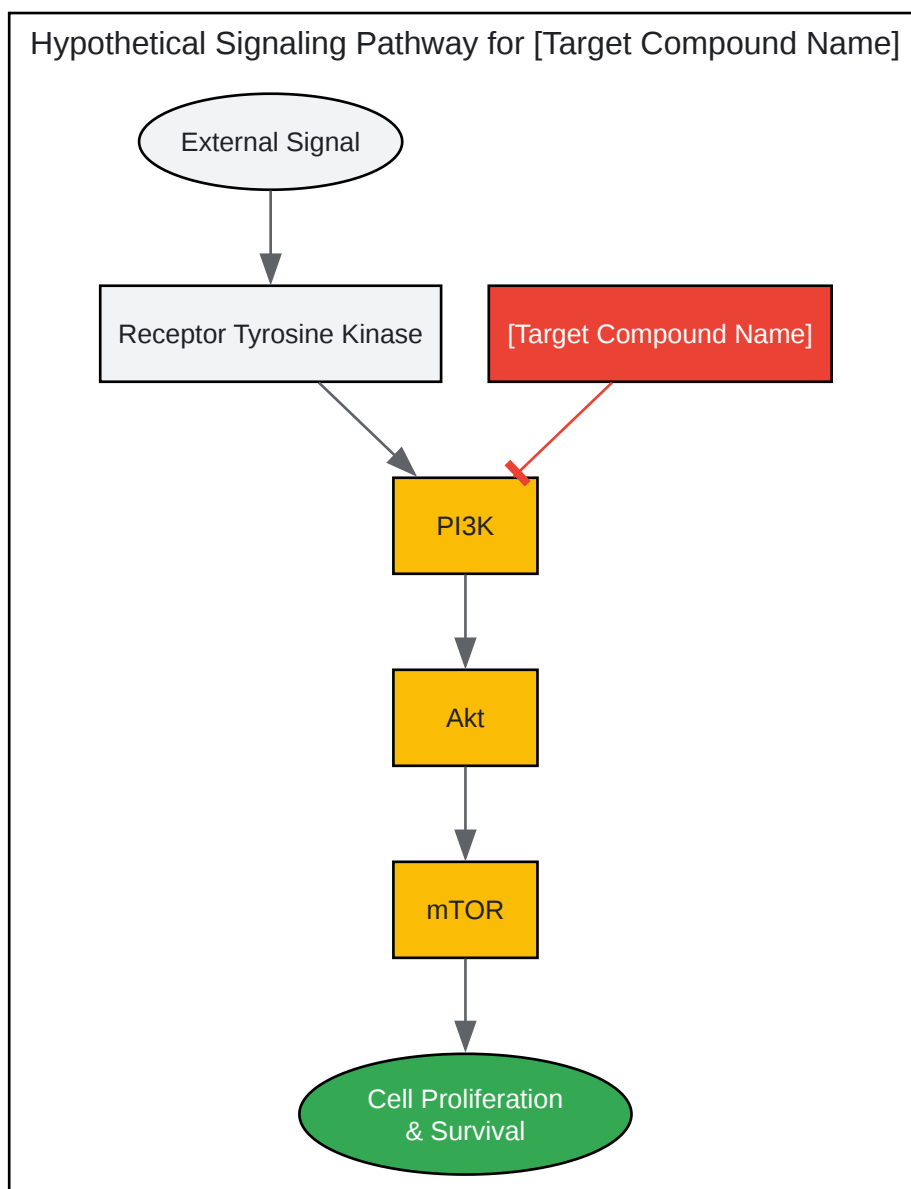 Hypothetical Signaling Pathway for [Target Compound Name]
External Signal
Receptor Tyrosine Kinase
[Target Compound Name]
PI3K
Akt
mTOR
Cell Proliferation
& Survival